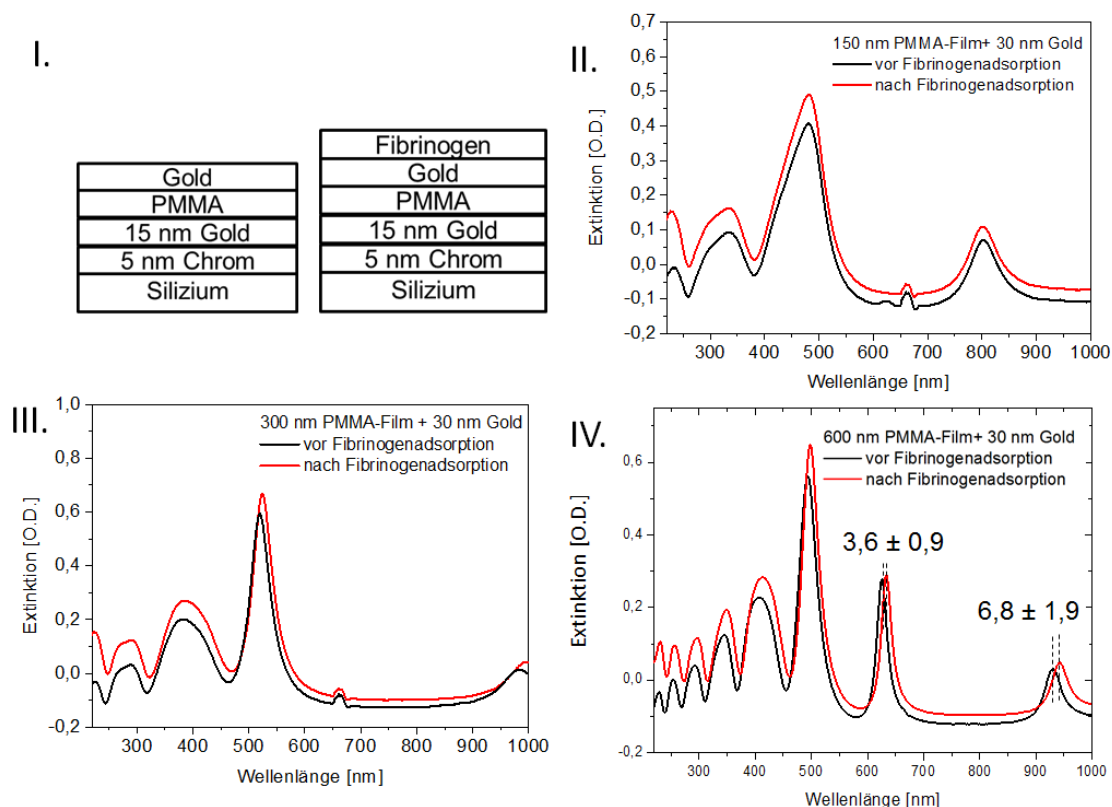 I.
Gold
PMMA
15 nm Gold
5 nm Chrom
Silizium
Fibrinogen
Gold
PMMA
15 nm Gold
5 nm Chrom
Silizium
II.
150 nm PMMA-Film+ 30 nm Gold
vor Fibrinogenadsorption
nach Fibrinogenadsorption
Extinktion [O.D.]
0,7
0,6
0,5
0,4
0,3
0,2
0,1
0,0
-0,1
-0,2
300 400 500 600 700 800 900 1000
Wellenlänge [nm]
III.
300 nm PMMA-Film + 30 nm Gold
vor Fibrinogenadsorption
nach Fibrinogenadsorption
Extinktion [O.D.]
1,0
0,8
0,6
0,4
0,2
0,0
-0,2
300 400 500 600 700 800 900 1000
Wellenlänge [nm]
IV.
600 nm PMMA-Film+ 30 nm Gold
vor Fibrinogenadsorption
nach Fibrinogenadsorption
3,6 ± 0,9
6,8 ± 1,9
Extinktion [O.D.]
0,6
0,4
0,2
0,0
-0,2
300 400 500 600 700 800 900 1000
Wellenlänge [nm]